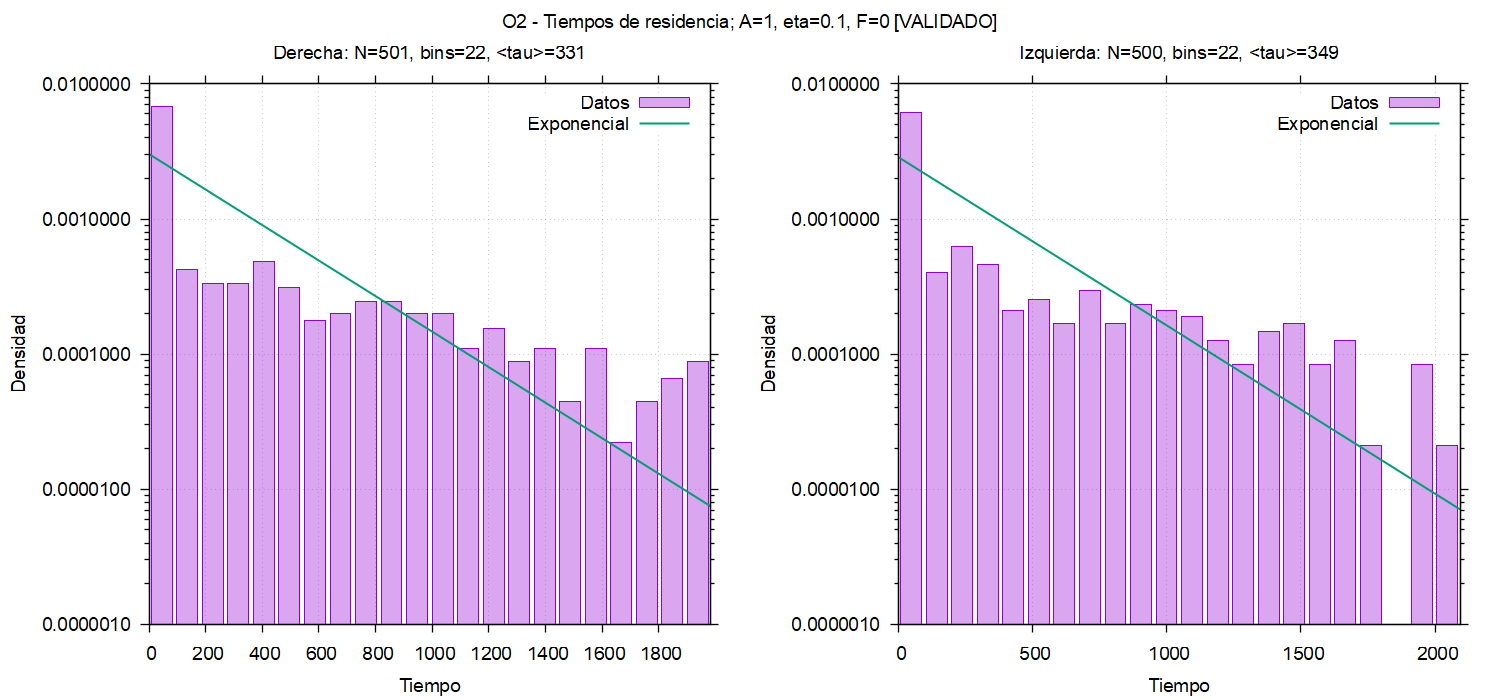 O2 - Tiempos de residencia; A=1, eta=0.1, F=0 [VALIDADO]
Derecha: N=501, bins=22, <tau>=331
0.0100000
0.0010000
0.0001000
0.0000100
0.0000010
Densidad
Datos
Exponencial
0 200 400 600 800 1000 1200 1400 1600 1800
Tiempo
Izquierda: N=500, bins=22, <tau>=349
0.0100000
0.0010000
0.0001000
0.0000100
0.0000010
Densidad
Datos
Exponencial
0 500 1000 1500 2000
Tiempo